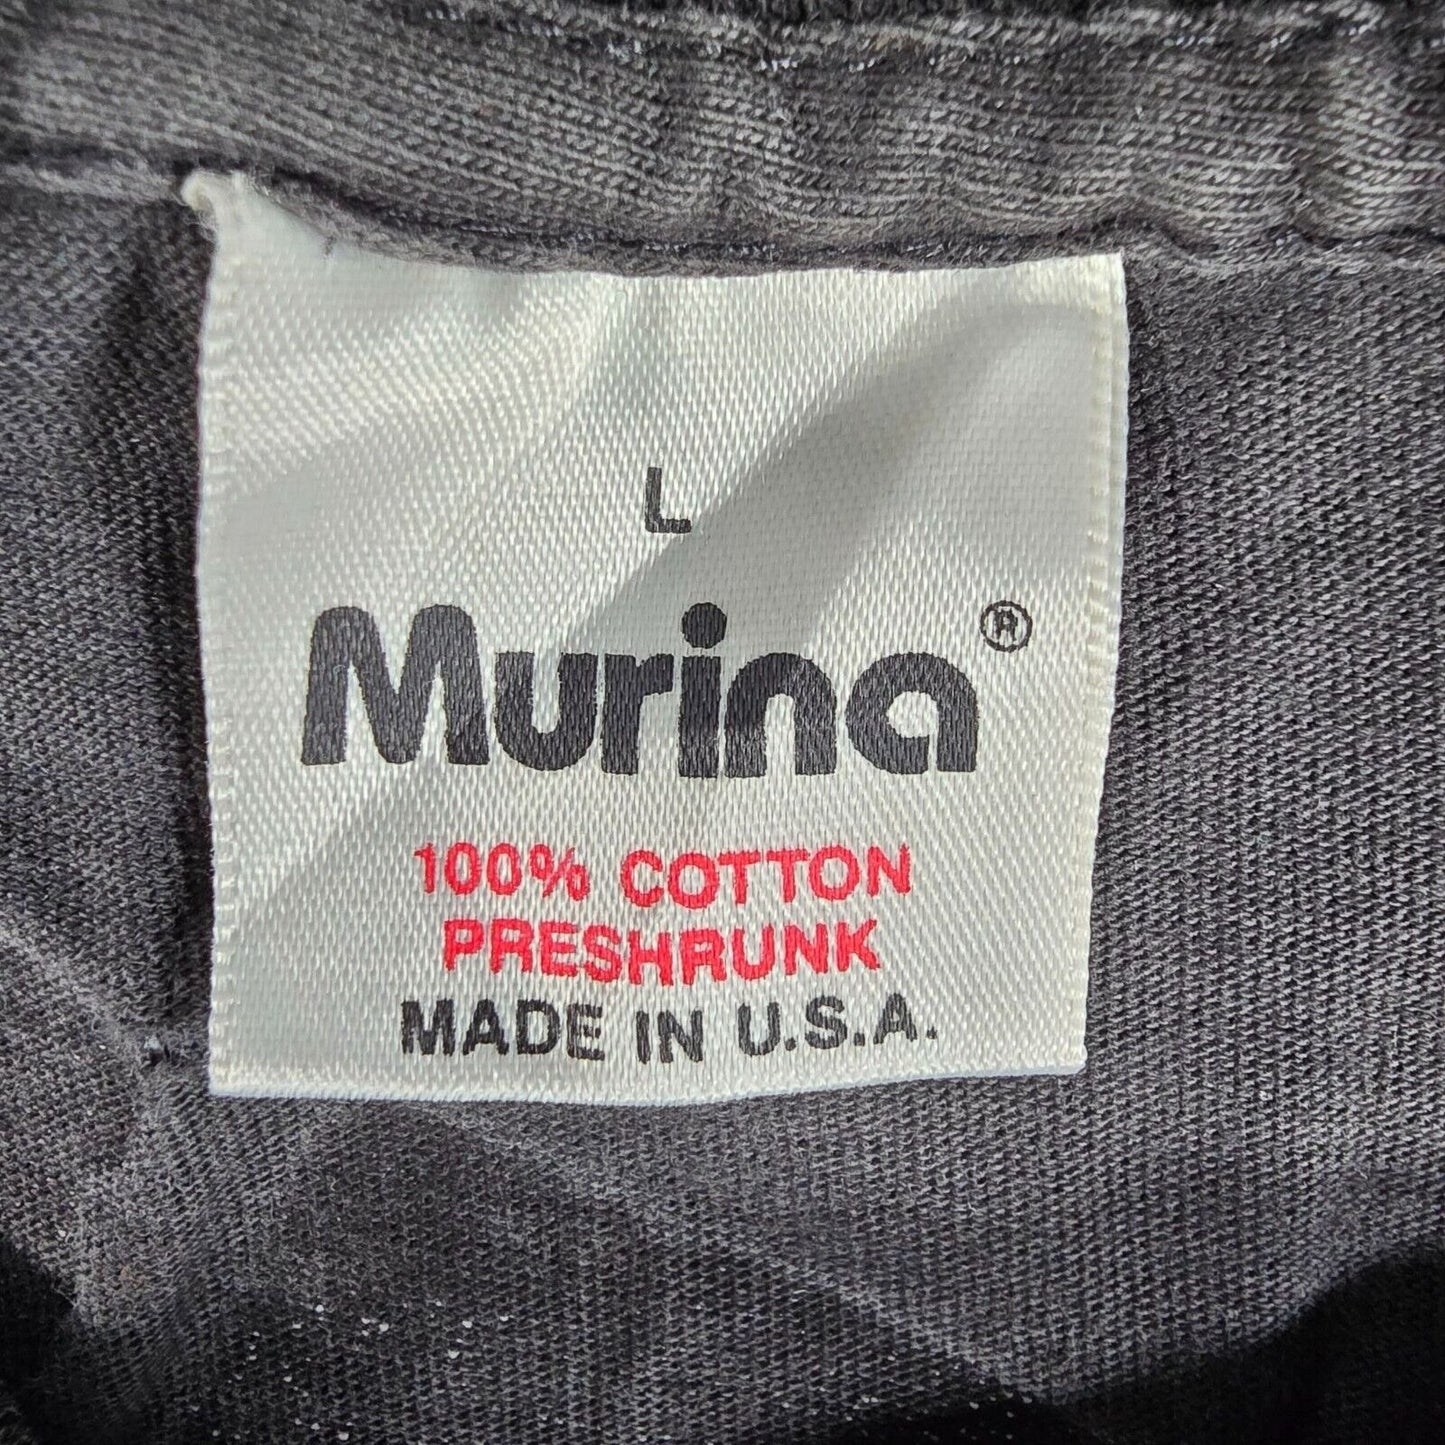 L
Murina®
100% COTTON
PRESHRUNK
MADE IN U.S.A.